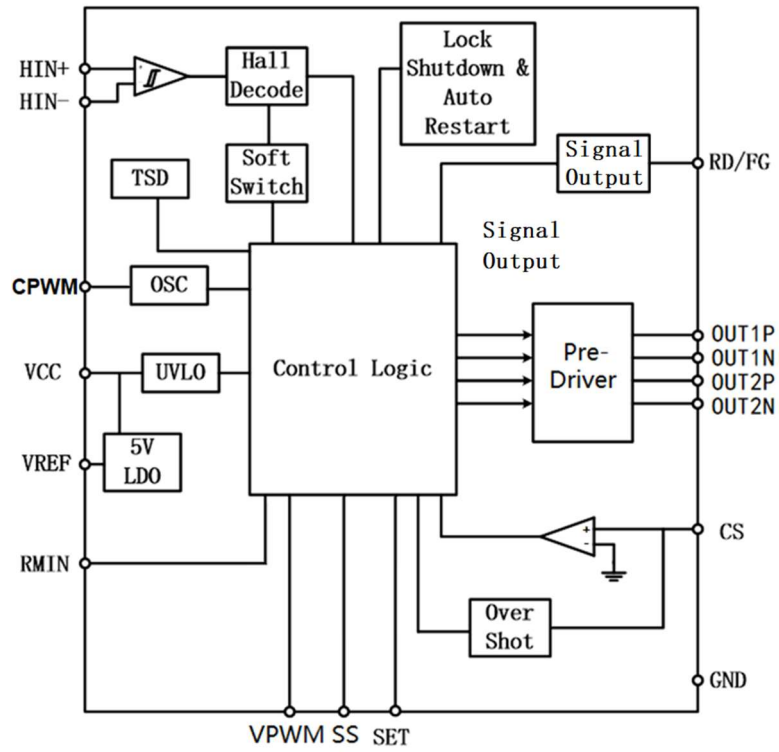 HIN+
HIN-
Hall
Decode
Lock
Shutdown &
Auto
Restart
Signal
Output
RD/FG
TSD
Soft
Switch
Signal
Output
CPWM
OSC
VCC
UVLO
Control Logic
Pre-
Driver
OUT1P
OUT1N
OUT2P
OUT2N
VREF
5V
LDO
RMIN
+
-
CS
Over
Shot
GND
VPWM
SS
SET